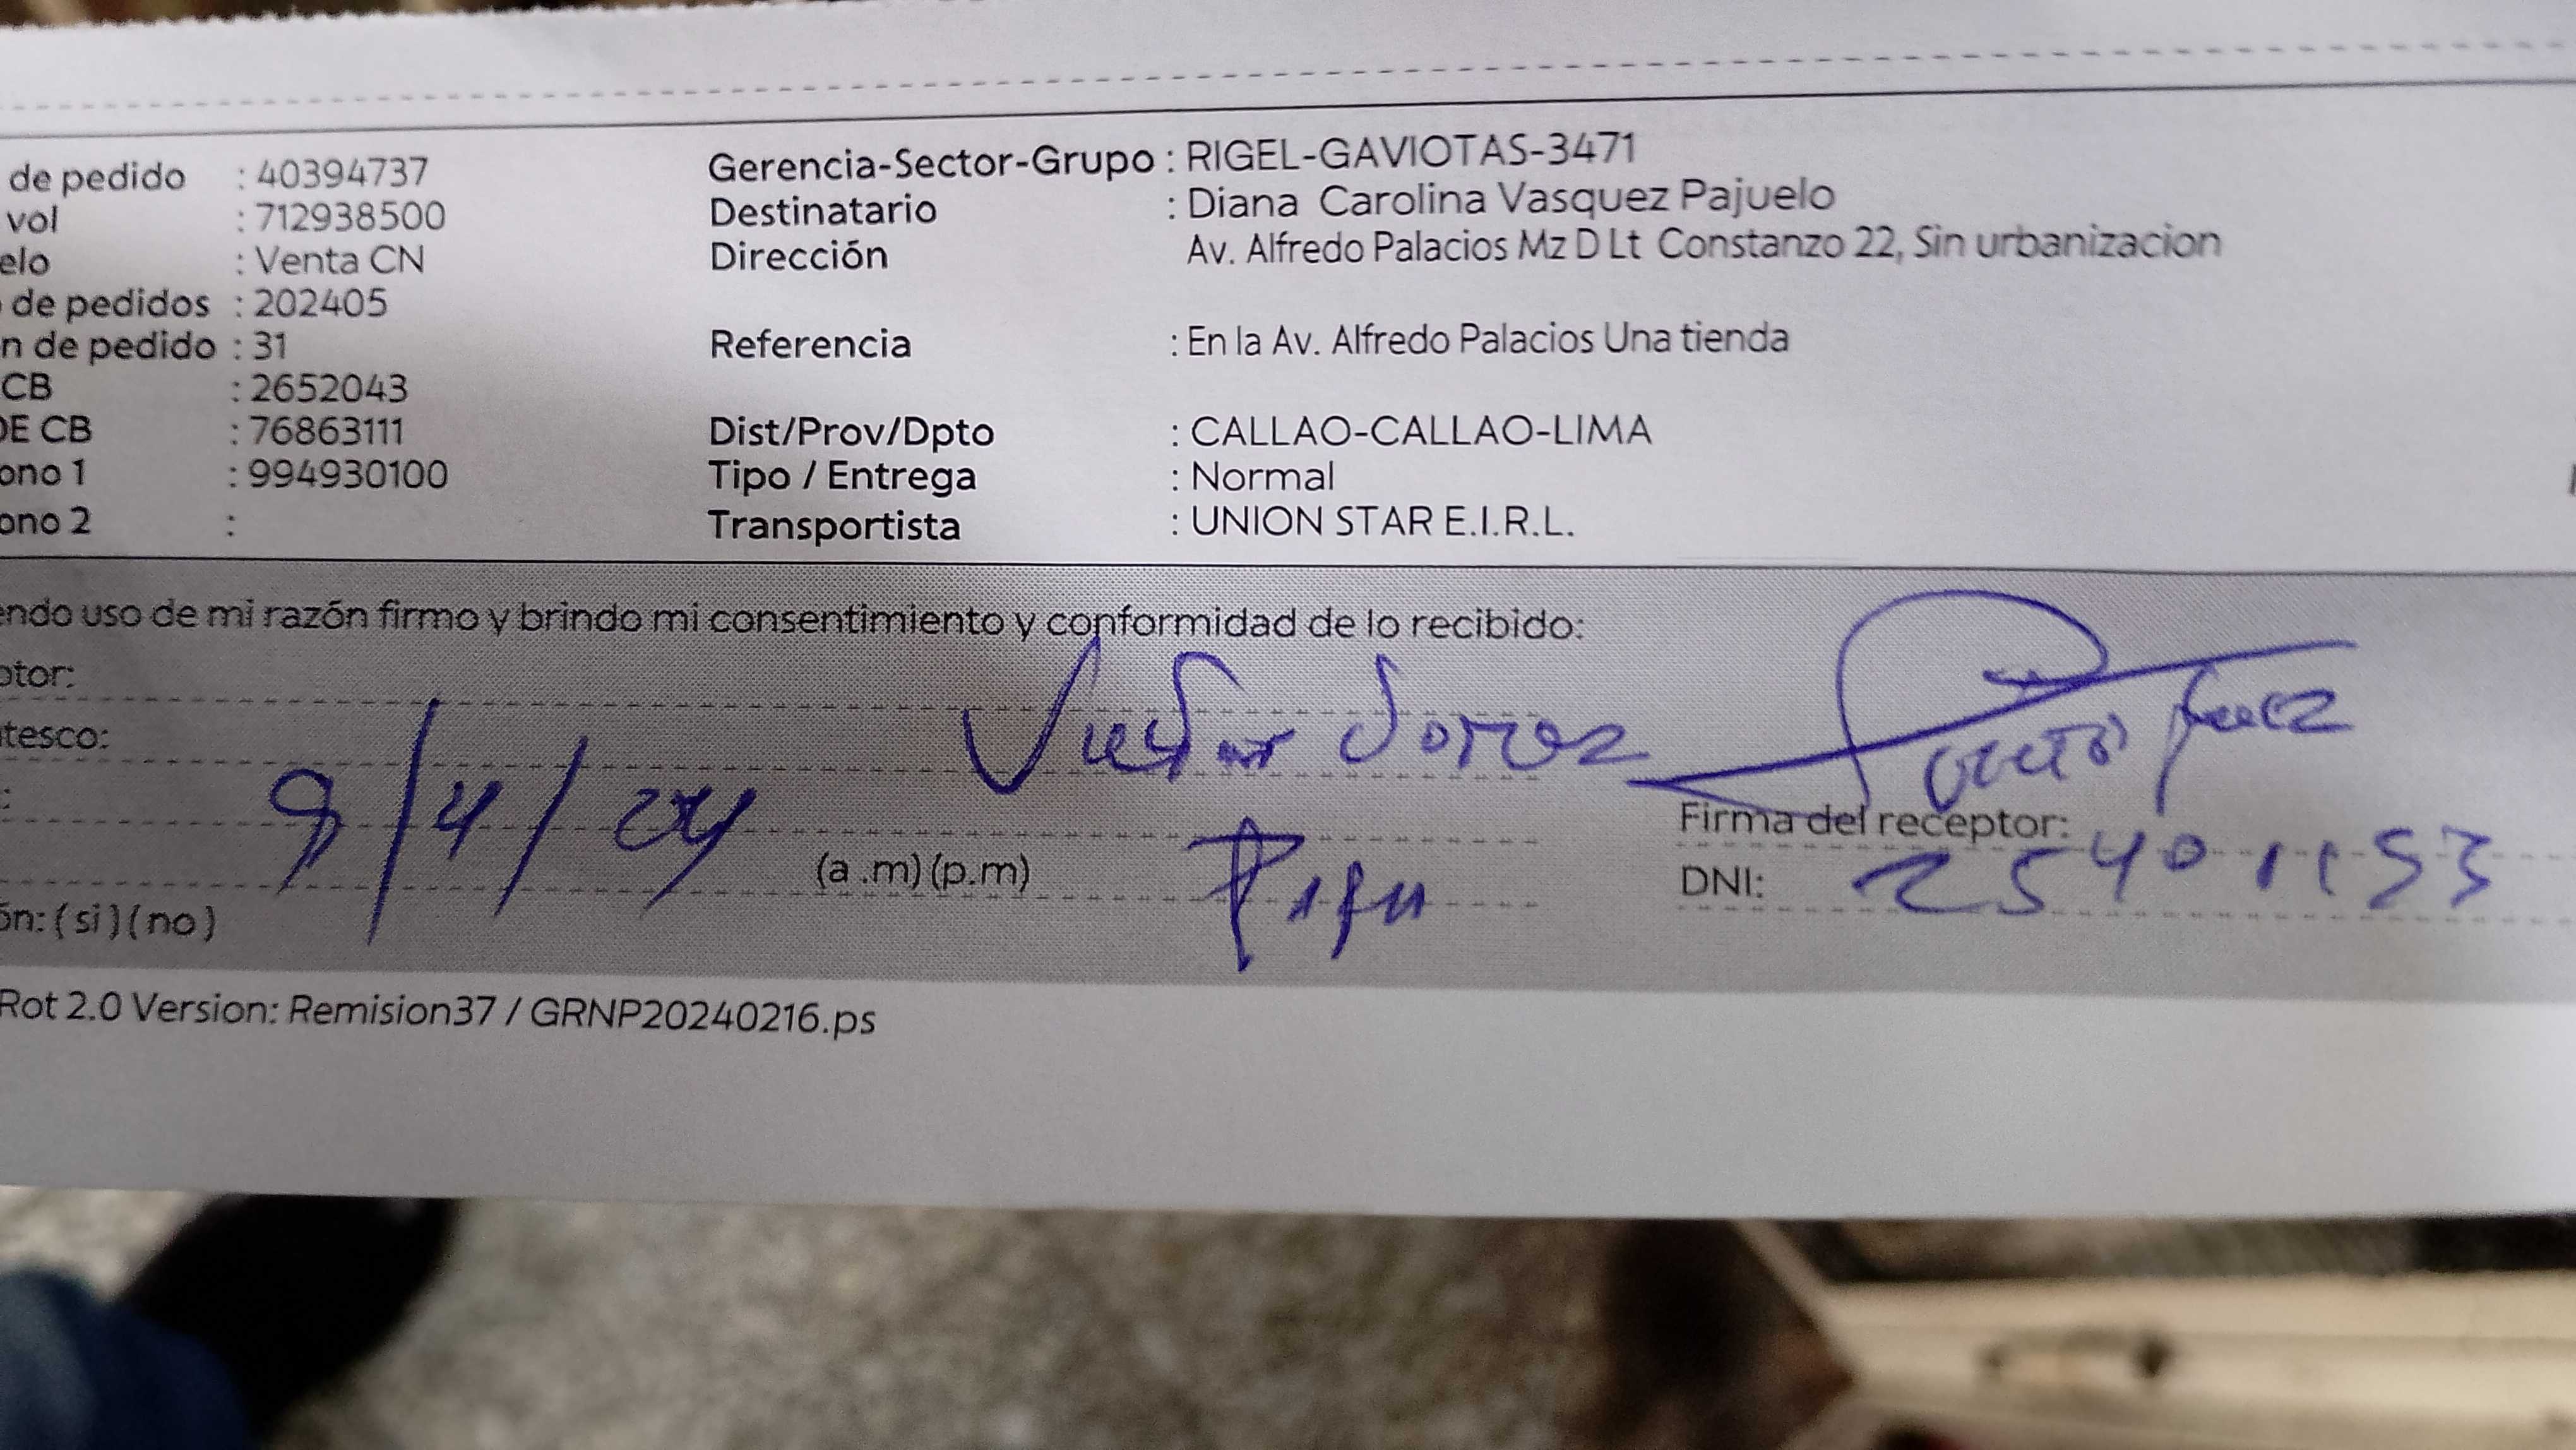 de pedido : 40394737
vol : 712938500
elo : Venta CN
de pedidos : 202405
n de pedido : 31
CB : 2652043
DE CB : 76863111
ono 1 : 994930100
ono 2 :
Gerencia-Sector-Grupo : RIGEL-GAVIOTAS-3471
Destinatario : Diana Carolina Vasquez Pajuelo
Dirección Av. Alfredo Palacios Mz D Lt Constanzo 22, Sin urbanizacion
Referencia : En la Av. Alfredo Palacios Una tienda
Dist/Prov/Dpto : CALLAO-CALLAO-LIMA
Tipo / Entrega : Normal
Transportista : UNION STAR E.I.R.L.
endo uso de mi razón firmo y brindo mi consentimiento y conformidad de lo recibido:
ptor:
tesco:
:
Victor
8/4/24
(a .m) (p.m)
ón: ( si ) ( no )
Firma del receptor:
DNI: 25401153
Rot 2.0 Version: Remision37 / GRNP20240216.ps